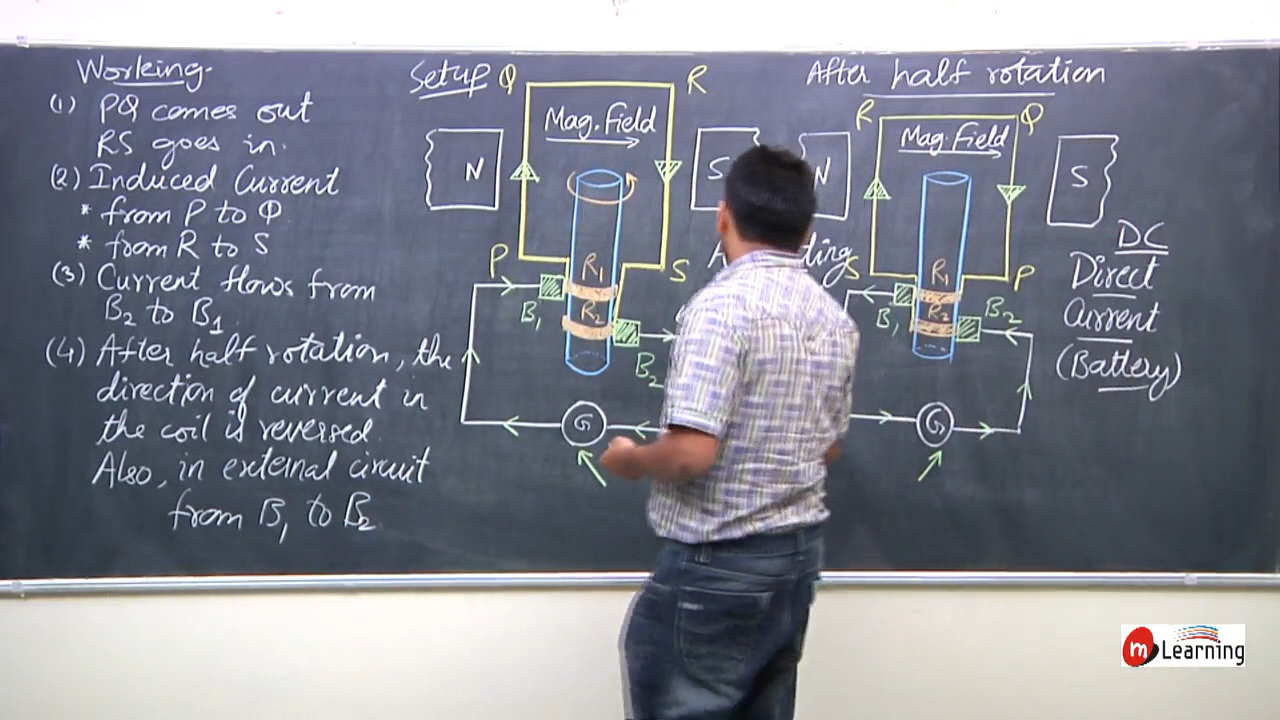 Working.
(1) PQ comes out
RS goes in.
(2) Induced Current
* from P to Q
* from R to S
(3) Current flows from
B2 to B1.
(4) After half rotation, the
direction of current in
the coil is reversed.
Also, in external circuit
from B1 to B2
Setup
Q
R
Mag. Field
N
S
P
S
R1
R2
B1
B2
G
After half rotation
R
Q
Mag. Field
N
S
S
P
R1
R2
B1
B2
G
DC
Direct
Current
(Battery)
m Learning